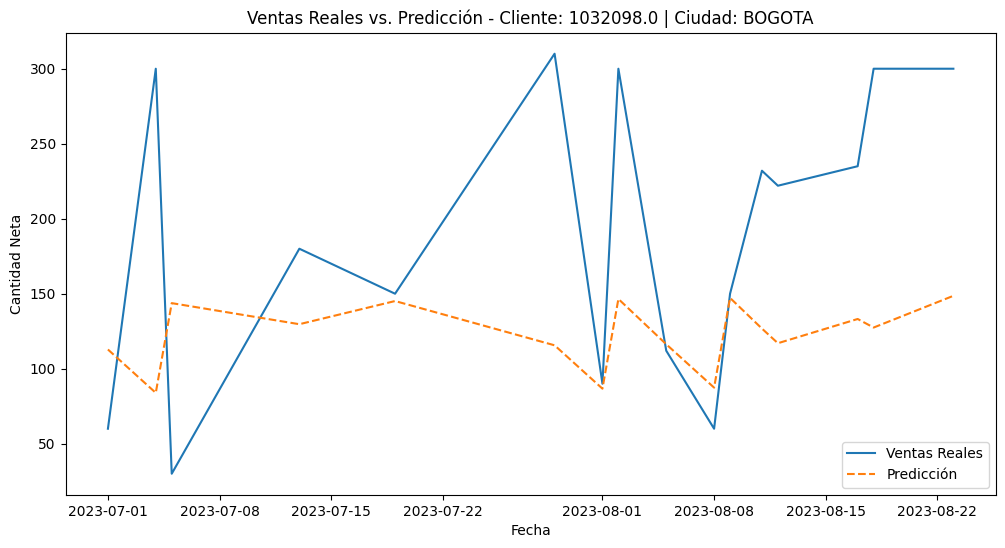 Ventas Reales vs. Predicción - Cliente: 1032098.0 | Ciudad: BOGOTA
Cantidad Neta
300
250
200
150
100
50
Ventas Reales
Predicción
2023-07-01 2023-07-08 2023-07-15 2023-07-22 2023-08-01 2023-08-08 2023-08-15 2023-08-22
Fecha